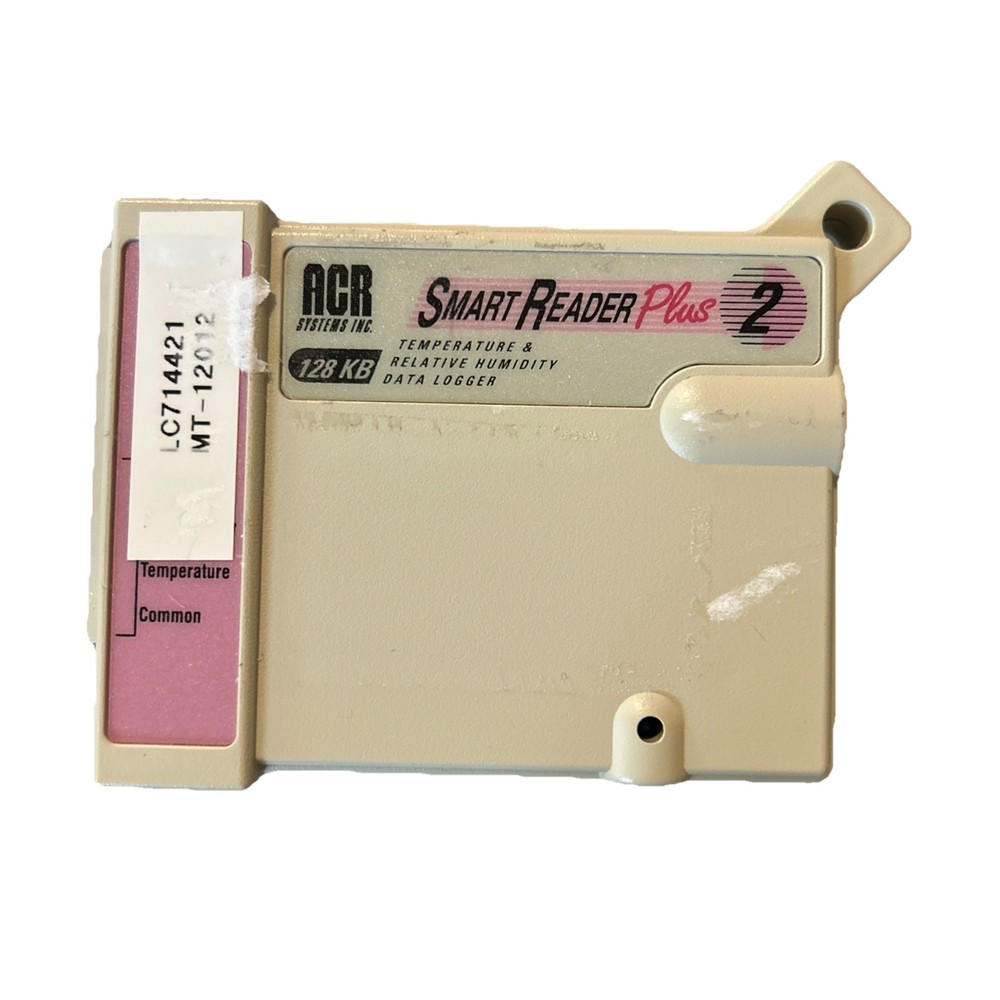 ACR
SYSTEMS INC.
128 KB
SMART READER Plus 2
TEMPERATURE &
RELATIVE HUMIDITY
DATA LOGGER
LC714421
MT-12012
Temperature
Common